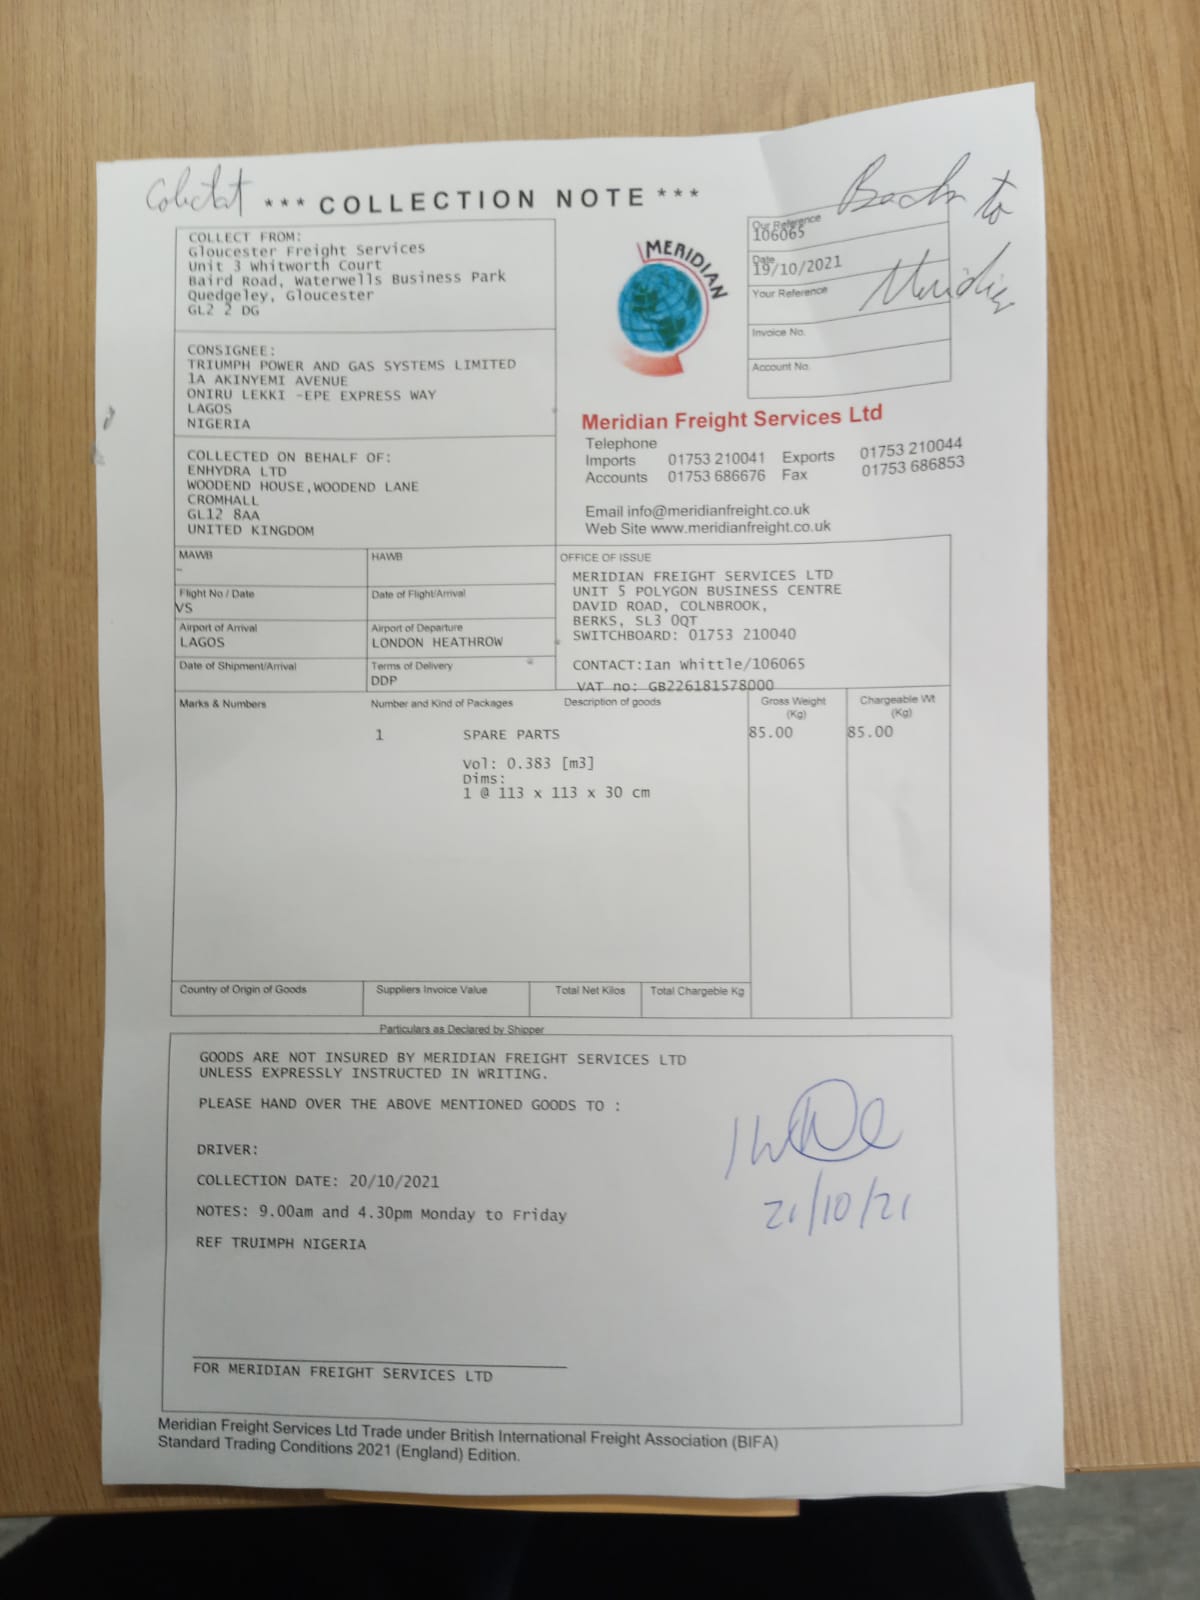 *** COLLECTION NOTE ***
Back to
Meridian
COLLECT FROM:
Gloucester Freight Services
Unit 3 Whitworth Court
Baird Road, Waterwells Business Park
Quedgeley, Gloucester
GL2 2 DG
MERIDIAN
Our Reference
106065
Date
19/10/2021
Your Reference
Invoice No.
Account No.
CONSIGNEE:
TRIUMPH POWER AND GAS SYSTEMS LIMITED
1A AKINYEMI AVENUE
ONIRU LEKKI -EPE EXPRESS WAY
LAGOS
NIGERIA
Meridian Freight Services Ltd
Telephone
Imports 01753 210041 Exports 01753 210044
Accounts 01753 686676 Fax 01753 686853
Email info@meridianfreight.co.uk
Web Site www.meridianfreight.co.uk
COLLECTED ON BEHALF OF:
ENHYDRA LTD
WOODEND HOUSE,WOODEND LANE
CROMHALL
GL12 8AA
UNITED KINGDOM
MAWB
-
HAWB
Flight No / Date
VS
Date of Flight/Arrival
Airport of Arrival
LAGOS
Airport of Departure
LONDON HEATHROW
Date of Shipment/Arrival
Terms of Delivery
DDP
OFFICE OF ISSUE
MERIDIAN FREIGHT SERVICES LTD
UNIT 5 POLYGON BUSINESS CENTRE
DAVID ROAD, COLNBROOK,
BERKS, SL3 0QT
SWITCHBOARD: 01753 210040
CONTACT:Ian Whittle/106065
VAT no: GB226181578000
Marks & Numbers
Number and Kind of Packages
Description of goods
Gross Weight
(Kg)
Chargeable Wt
(Kg)
1 SPARE PARTS 85.00 85.00
Vol: 0.383 [m3]
Dims:
1 @ 113 x 113 x 30 cm
Country of Origin of Goods
Suppliers Invoice Value
Total Net Kilos
Total Chargeble Kg
Particulars as Declared by Shipper
GOODS ARE NOT INSURED BY MERIDIAN FREIGHT SERVICES LTD
UNLESS EXPRESSLY INSTRUCTED IN WRITING.
PLEASE HAND OVER THE ABOVE MENTIONED GOODS TO :
DRIVER:
COLLECTION DATE: 20/10/2021
21/10/21
NOTES: 9.00am and 4.30pm Monday to Friday
REF TRUIMPH NIGERIA
FOR MERIDIAN FREIGHT SERVICES LTD
Meridian Freight Services Ltd Trade under British International Freight Association (BIFA)
Standard Trading Conditions 2021 (England) Edition.